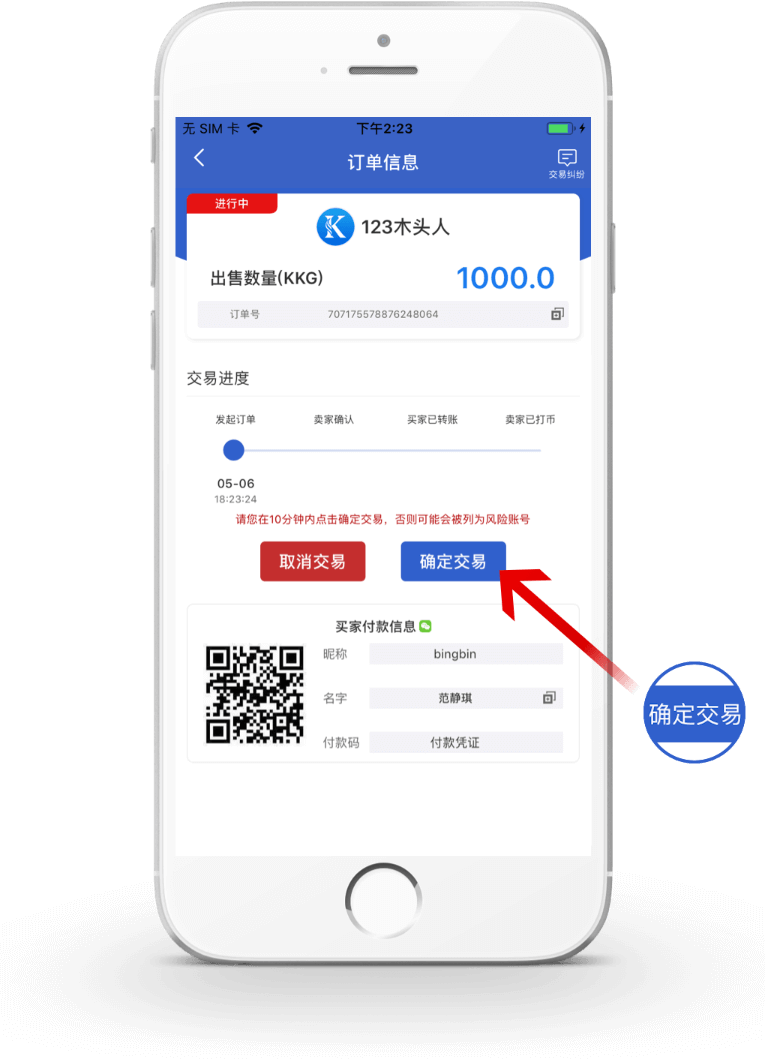 无 SIM 卡
下午2:23
订单信息
交易纠纷
进行中
K
123木头人
出售数量(KKG)
1000.0
订单号
707175578876248064
交易进度
发起订单
卖家确认
买家已转账
卖家已打币
05-06
18:23:24
请您在10分钟内点击确定交易，否则可能会被列为风险账号
取消交易
确定交易
买家付款信息
昵称
bingbin
名字
范静琪
付款码
付款凭证
确定交易